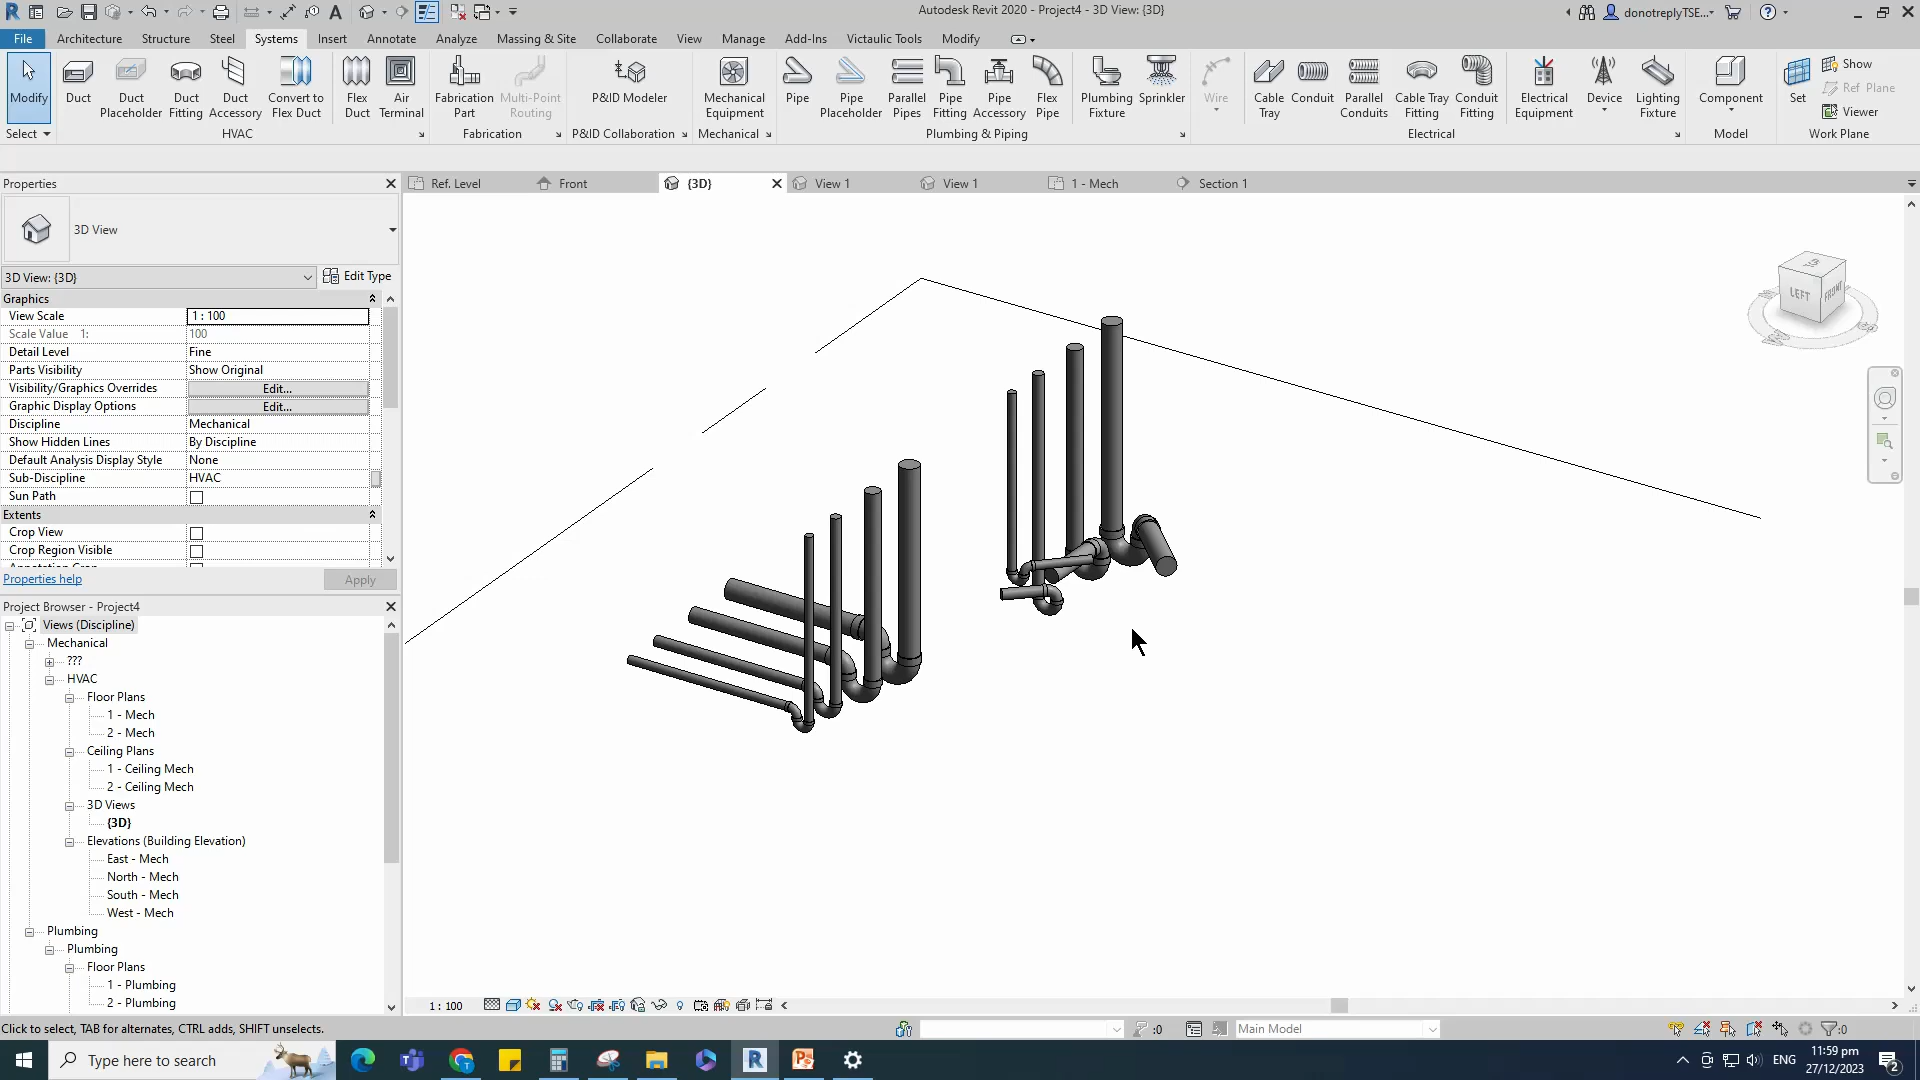 Autodesk Revit 2020 - Project4 - 3D View: {3D}
donotreplyTSE...
File Architecture Structure Steel Systems Insert Annotate Analyze Massing & Site Collaborate View Manage Add-Ins Victaulic Tools Modify
Modify
Duct
Duct Placeholder
Duct Fitting
Duct Accessory
Convert to Flex Duct
Flex Duct
Air Terminal
Fabrication Part
Multi-Point Routing
P&ID Modeler
Mechanical Equipment
Pipe
Pipe Placeholder
Parallel Pipes
Pipe Fitting
Pipe Accessory
Flex Pipe
Plumbing Fixture
Sprinkler
Wire
Cable Tray
Conduit
Parallel Conduits
Cable Tray Fitting
Conduit Fitting
Electrical Equipment
Device
Lighting Fixture
Component
Set
Show
Ref Plane
Viewer
Select HVAC Fabrication P&ID Collaboration Mechanical Plumbing & Piping Electrical Model Work Plane
Properties
Ref. Level Front {3D} View 1 View 1 1 - Mech Section 1
3D View
3D View: {3D} Edit Type
Graphics
View Scale 1 : 100
Scale Value 1: 100
Detail Level Fine
Parts Visibility Show Original
Visibility/Graphics Overrides Edit...
Graphic Display Options Edit...
Discipline Mechanical
Show Hidden Lines By Discipline
Default Analysis Display Style None
Sub-Discipline HVAC
Sun Path
Extents
Crop View
Crop Region Visible
Properties help Apply
Project Browser - Project4
Views (Discipline)
Mechanical
???
HVAC
Floor Plans
1 - Mech
2 - Mech
Ceiling Plans
1 - Ceiling Mech
2 - Ceiling Mech
3D Views
{3D}
Elevations (Building Elevation)
East - Mech
North - Mech
South - Mech
West - Mech
Plumbing
Plumbing
Floor Plans
1 - Plumbing
2 - Plumbing
LEFT
FRONT
1 : 100
Click to select, TAB for alternates, CTRL adds, SHIFT unselects.
:0
Main Model
:0
Type here to search
ENG
11:59 pm
27/12/2023
2